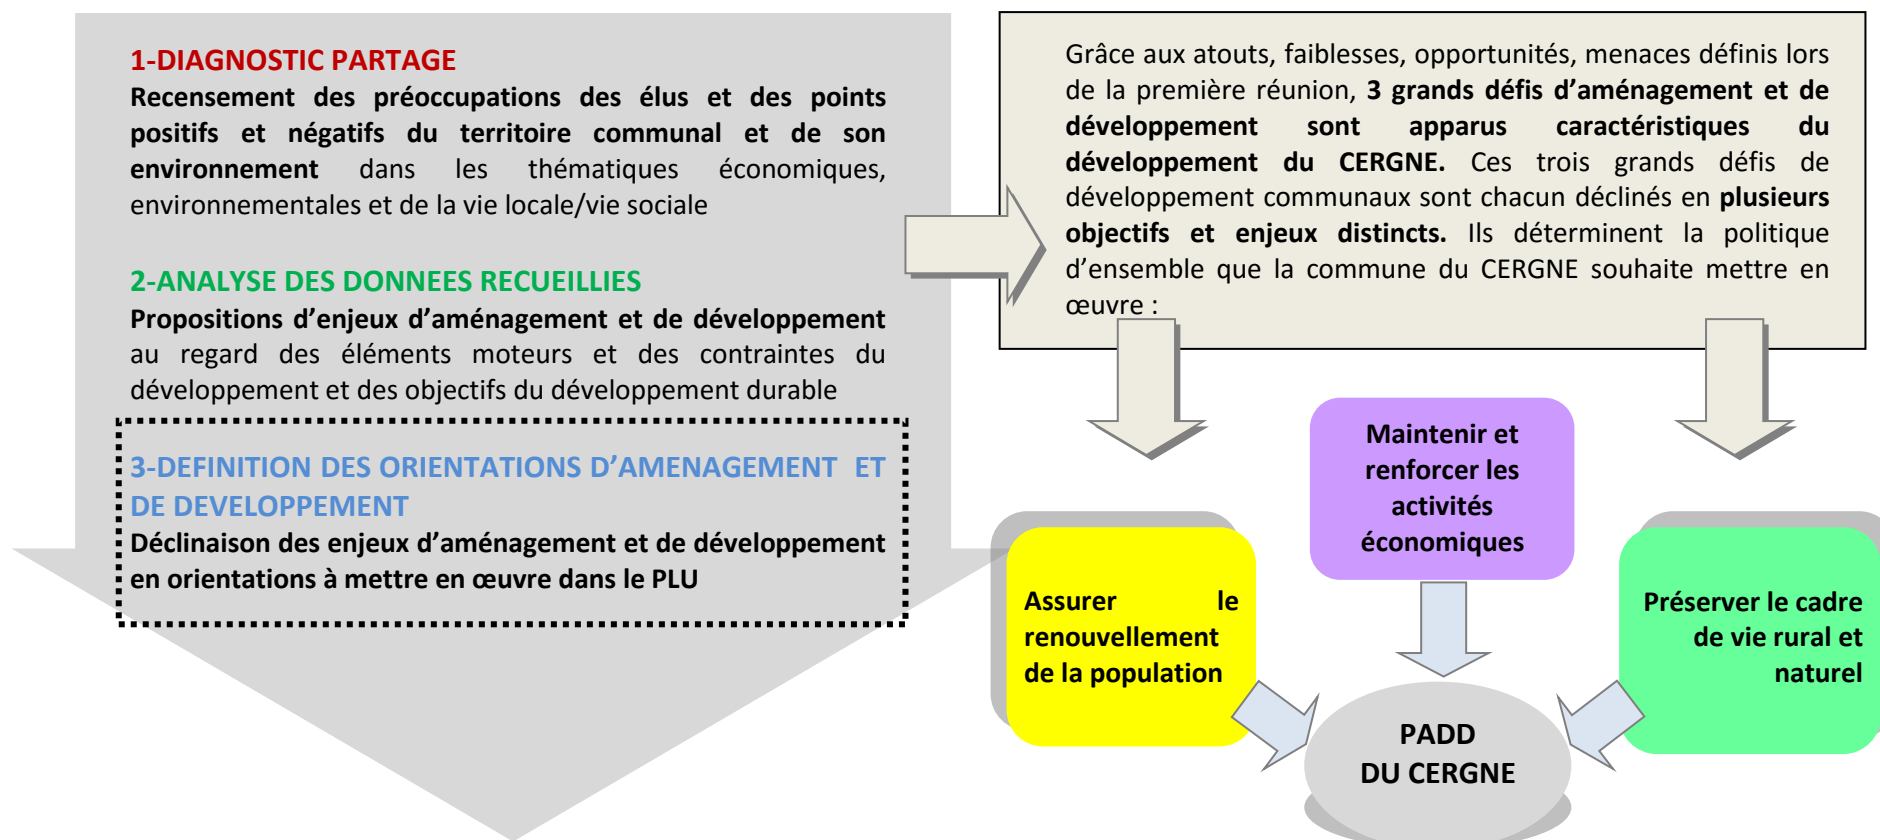 1-DIAGNOSTIC PARTAGE
Recensement des préoccupations des élus et des points
positifs et négatifs du territoire communal et de son
environnement dans les thématiques économiques,
environnementales et de la vie locale/vie sociale
2-ANALYSE DES DONNEES RECUEILLIES
Propositions d’enjeux d’aménagement et de développement
au regard des éléments moteurs et des contraintes du
développement et des objectifs du développement durable
3-DEFINITION DES ORIENTATIONS D’AMENAGEMENT ET
DE DEVELOPPEMENT
Déclinaison des enjeux d’aménagement et de développement
en orientations à mettre en œuvre dans le PLU
Grâce aux atouts, faiblesses, opportunités, menaces définis lors
de la première réunion, 3 grands défis d’aménagement et de
développement sont apparus caractéristiques du
développement du CERGNE. Ces trois grands défis de
développement communaux sont chacun déclinés en plusieurs
objectifs et enjeux distincts. Ils déterminent la politique
d’ensemble que la commune du CERGNE souhaite mettre en
œuvre :
Maintenir et
renforcer les
activités
économiques
Assurer le
renouvellement
de la population
Préserver le cadre
de vie rural et
naturel
PADD
DU CERGNE